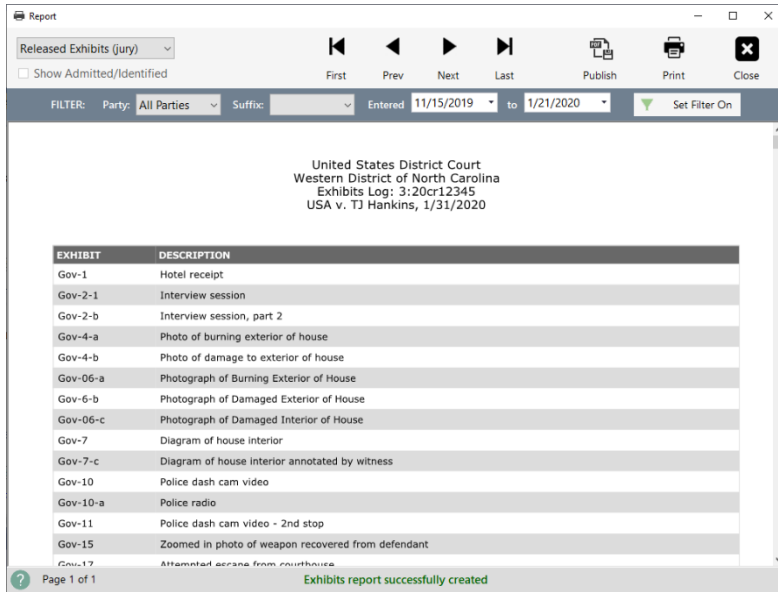 Report
Released Exhibits (jury)
Show Admitted/Identified
First Prev Next Last Publish Print Close
FILTER: Party: All Parties Suffix: Entered 11/15/2019 to 1/21/2020 Set Filter On
United States District Court
Western District of North Carolina
Exhibits Log: 3:20cr12345
USA v. TJ Hankins, 1/31/2020
EXHIBIT DESCRIPTION
Gov-1 Hotel receipt
Gov-2-1 Interview session
Gov-2-b Interview session, part 2
Gov-4-a Photo of burning exterior of house
Gov-4-b Photo of damage to exterior of house
Gov-06-a Photograph of Burning Exterior of House
Gov-6-b Photograph of Damaged Exterior of House
Gov-06-c Photograph of Damaged Interior of House
Gov-7 Diagram of house interior
Gov-7-c Diagram of house interior annotated by witness
Gov-10 Police dash cam video
Gov-10-a Police radio
Gov-11 Police dash cam video - 2nd stop
Gov-15 Zoomed in photo of weapon recovered from defendant
Gov-17 Attempted escape from courthouse
? Page 1 of 1 Exhibits report successfully created